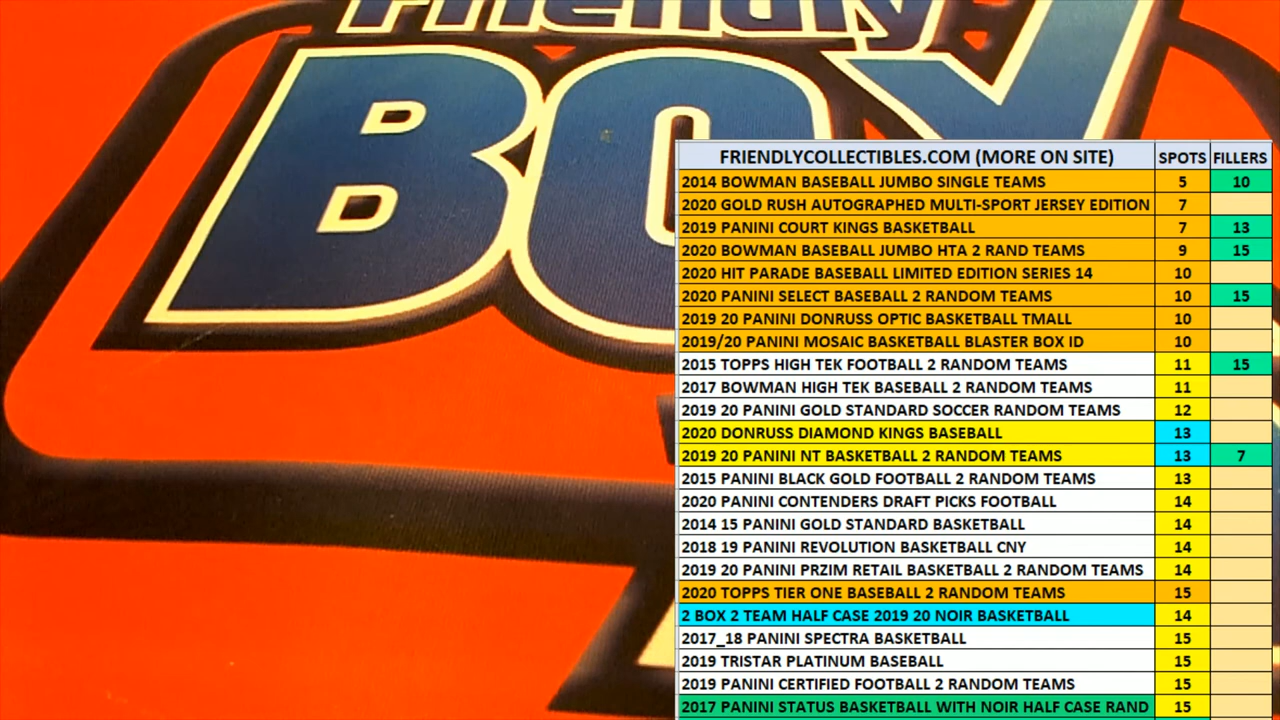 Friendly
BOX
FRIENDLYCOLLECTIBLES.COM (MORE ON SITE) SPOTS FILLERS
2014 BOWMAN BASEBALL JUMBO SINGLE TEAMS 5 10
2020 GOLD RUSH AUTOGRAPHED MULTI-SPORT JERSEY EDITION 7
2019 PANINI COURT KINGS BASKETBALL 7 13
2020 BOWMAN BASEBALL JUMBO HTA 2 RAND TEAMS 9 15
2020 HIT PARADE BASEBALL LIMITED EDITION SERIES 14 10
2020 PANINI SELECT BASEBALL 2 RANDOM TEAMS 10 15
2019 20 PANINI DONRUSS OPTIC BASKETBALL TMALL 10
2019/20 PANINI MOSAIC BASKETBALL BLASTER BOX ID 10
2015 TOPPS HIGH TEK FOOTBALL 2 RANDOM TEAMS 11 15
2017 BOWMAN HIGH TEK BASEBALL 2 RANDOM TEAMS 11
2019 20 PANINI GOLD STANDARD SOCCER RANDOM TEAMS 12
2020 DONRUSS DIAMOND KINGS BASEBALL 13
2019 20 PANINI NT BASKETBALL 2 RANDOM TEAMS 13 7
2015 PANINI BLACK GOLD FOOTBALL 2 RANDOM TEAMS 13
2020 PANINI CONTENDERS DRAFT PICKS FOOTBALL 14
2014 15 PANINI GOLD STANDARD BASKETBALL 14
2018 19 PANINI REVOLUTION BASKETBALL CNY 14
2019 20 PANINI PRZIM RETAIL BASKETBALL 2 RANDOM TEAMS 14
2020 TOPPS TIER ONE BASEBALL 2 RANDOM TEAMS 15
2 BOX 2 TEAM HALF CASE 2019 20 NOIR BASKETBALL 14
2017_18 PANINI SPECTRA BASKETBALL 15
2019 TRISTAR PLATINUM BASEBALL 15
2019 PANINI CERTIFIED FOOTBALL 2 RANDOM TEAMS 15
2017 PANINI STATUS BASKETBALL WITH NOIR HALF CASE RAND 15